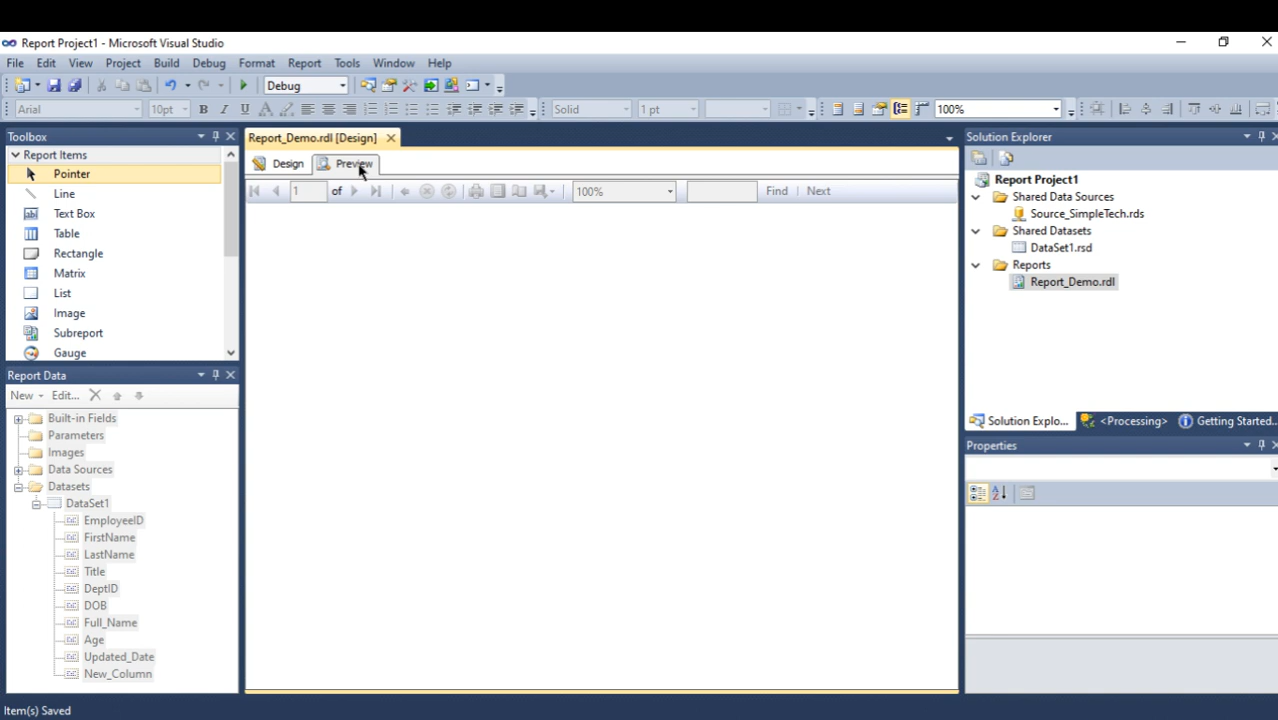 Report Project1 - Microsoft Visual Studio
File Edit View Project Build Debug Format Report Tools Window Help
Debug
Arial 10pt B I U A Solid 1 pt 100%
Toolbox
Report Items
Pointer
Line
Text Box
Table
Rectangle
Matrix
List
Image
Subreport
Gauge
Report Data
New Edit...
Built-in Fields
Parameters
Images
Data Sources
Datasets
DataSet1
EmployeeID
FirstName
LastName
Title
DeptID
DOB
Full_Name
Age
Updated_Date
New_Column
Report_Demo.rdl [Design]
Design Preview
1 of 100% Find Next
Solution Explorer
Report Project1
Shared Data Sources
Source_SimpleTech.rds
Shared Datasets
DataSet1.rsd
Reports
Report_Demo.rdl
Solution Explo... <Processing> Getting Started...
Properties
Item(s) Saved